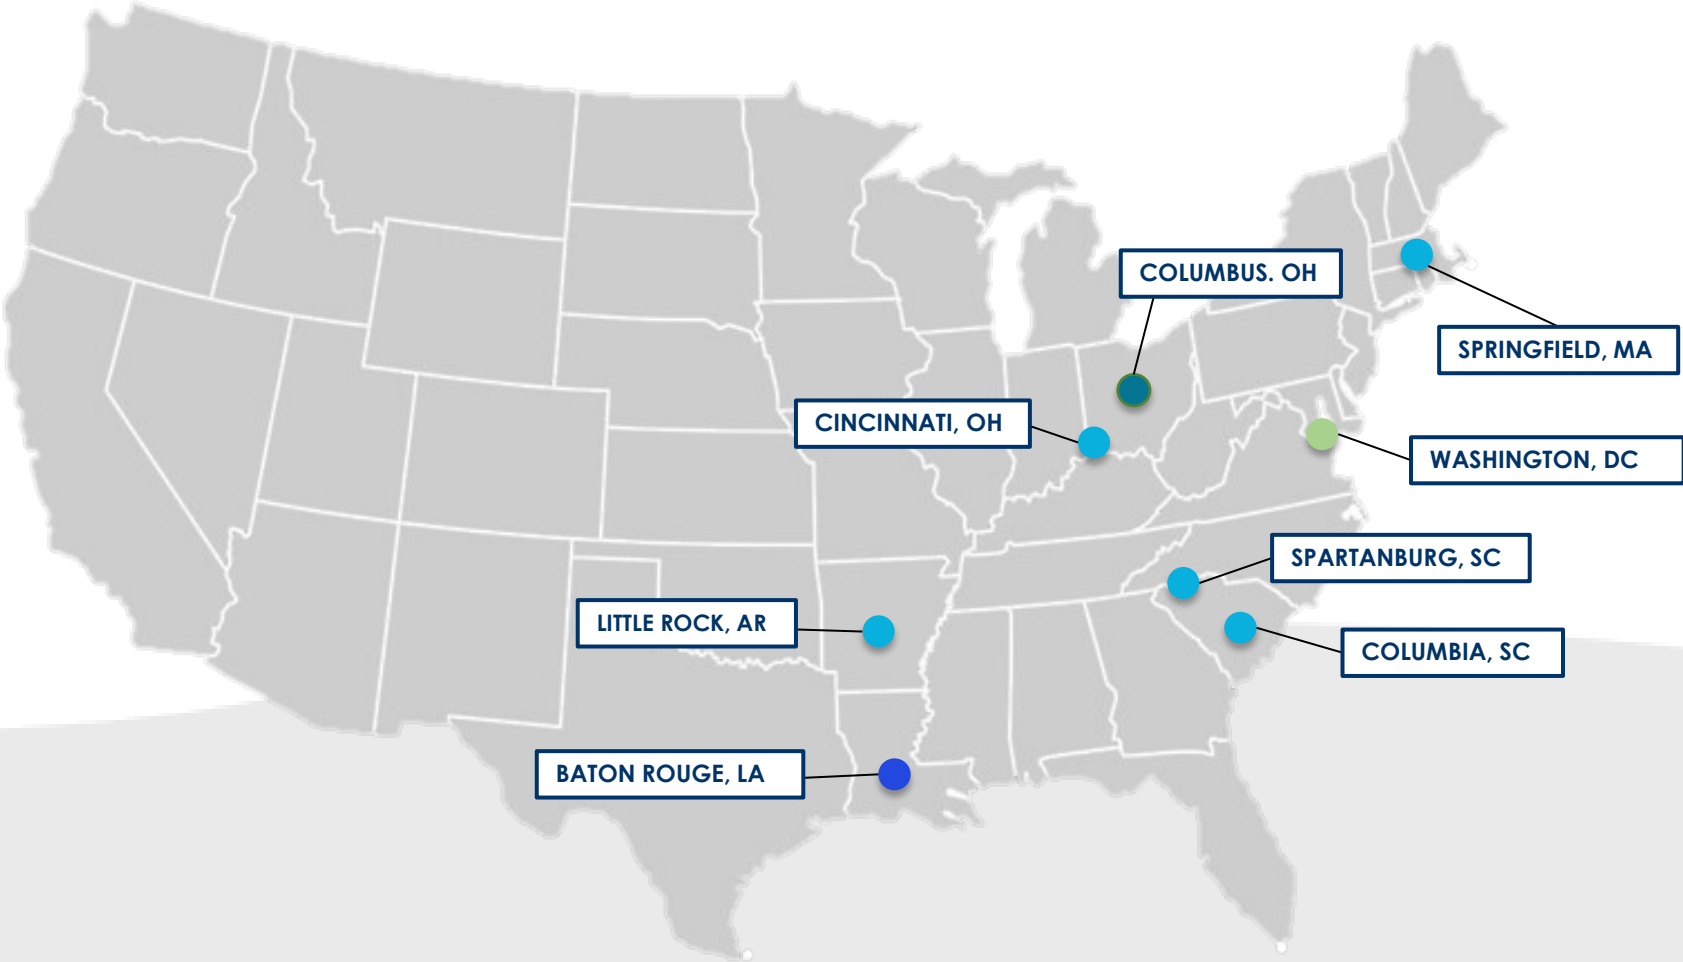 COLUMBUS. OH
SPRINGFIELD, MA
CINCINNATI, OH
WASHINGTON, DC
SPARTANBURG, SC
LITTLE ROCK, AR
COLUMBIA, SC
BATON ROUGE, LA